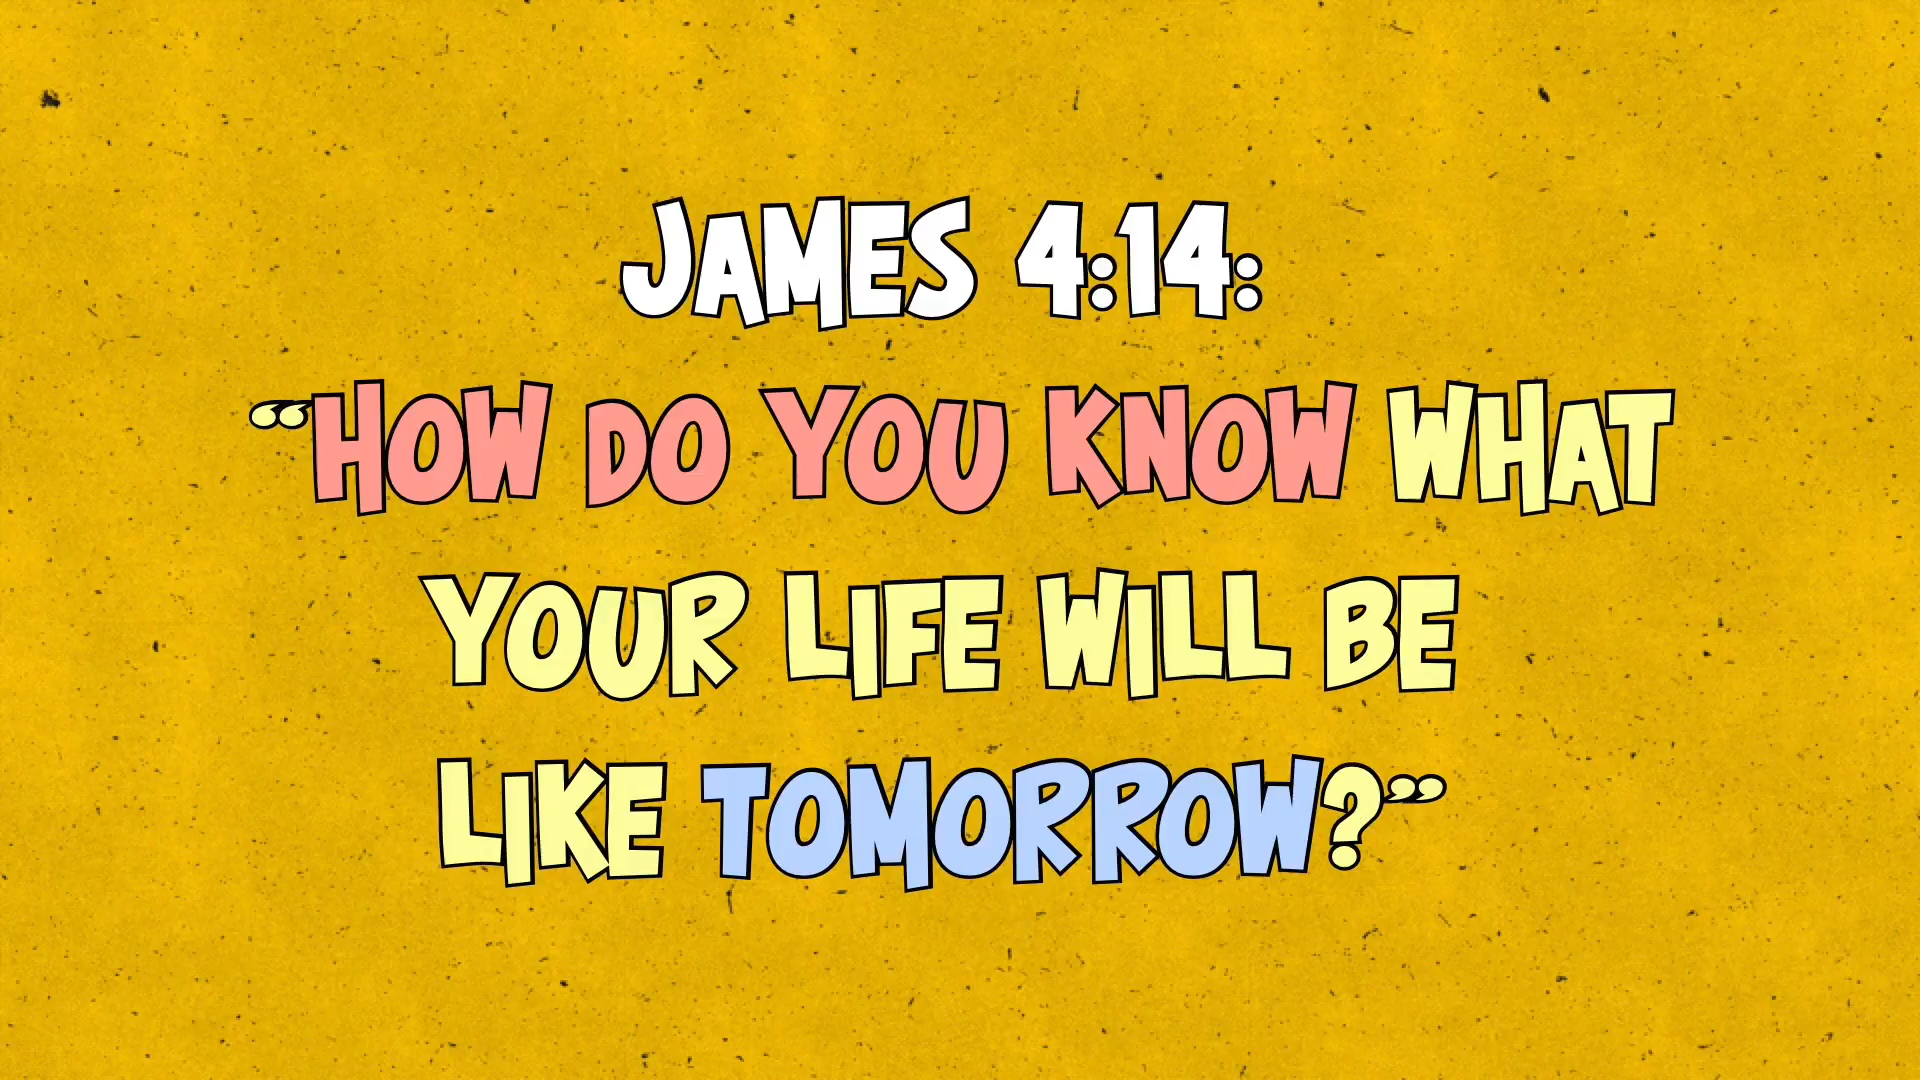 JAMES 4:14:
“HOW DO YOU KNOW WHAT
YOUR LIFE WILL BE
LIKE TOMORROW?”